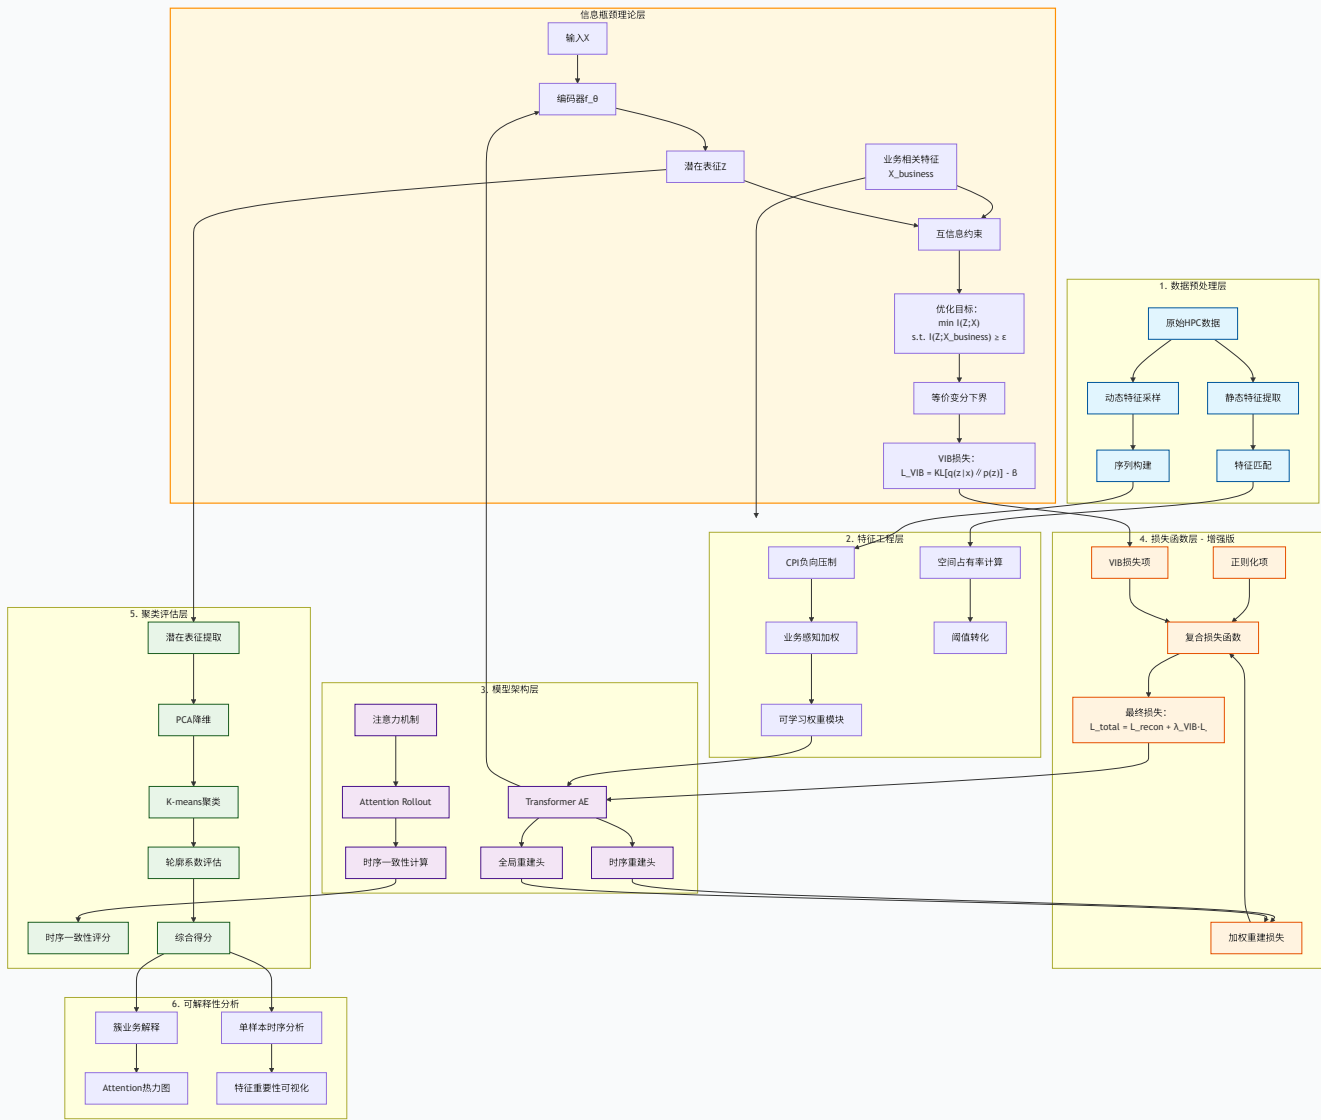 信息瓶颈理论层
输入X
编码器f_θ
潜在表征Z
业务相关特征
X_business
互信息约束
优化目标：
min I(Z;X)
s.t. I(Z;X_business) ≥ ε
等价变分下界
VIB损失：
L_VIB = KL[q(z|x)∥p(z)] - β
1. 数据预处理层
原始HPC数据
动态特征采样
静态特征提取
序列构建
特征匹配
2. 特征工程层
CPI负向压制
空间占有率计算
业务感知加权
阈值转化
可学习权重模块
4. 损失函数层 - 增强版
VIB损失项
正则化项
复合损失函数
最终损失：
L_total = L_recon + λ_VIB·L_
加权重建损失
3. 模型架构层
注意力机制
Attention Rollout
Transformer AE
时序一致性计算
全局重建头
时序重建头
5. 聚类评估层
潜在表征提取
PCA降维
K-means聚类
轮廓系数评估
时序一致性评分
综合得分
6. 可解释性分析
簇业务解释
单样本时序分析
Attention热力图
特征重要性可视化